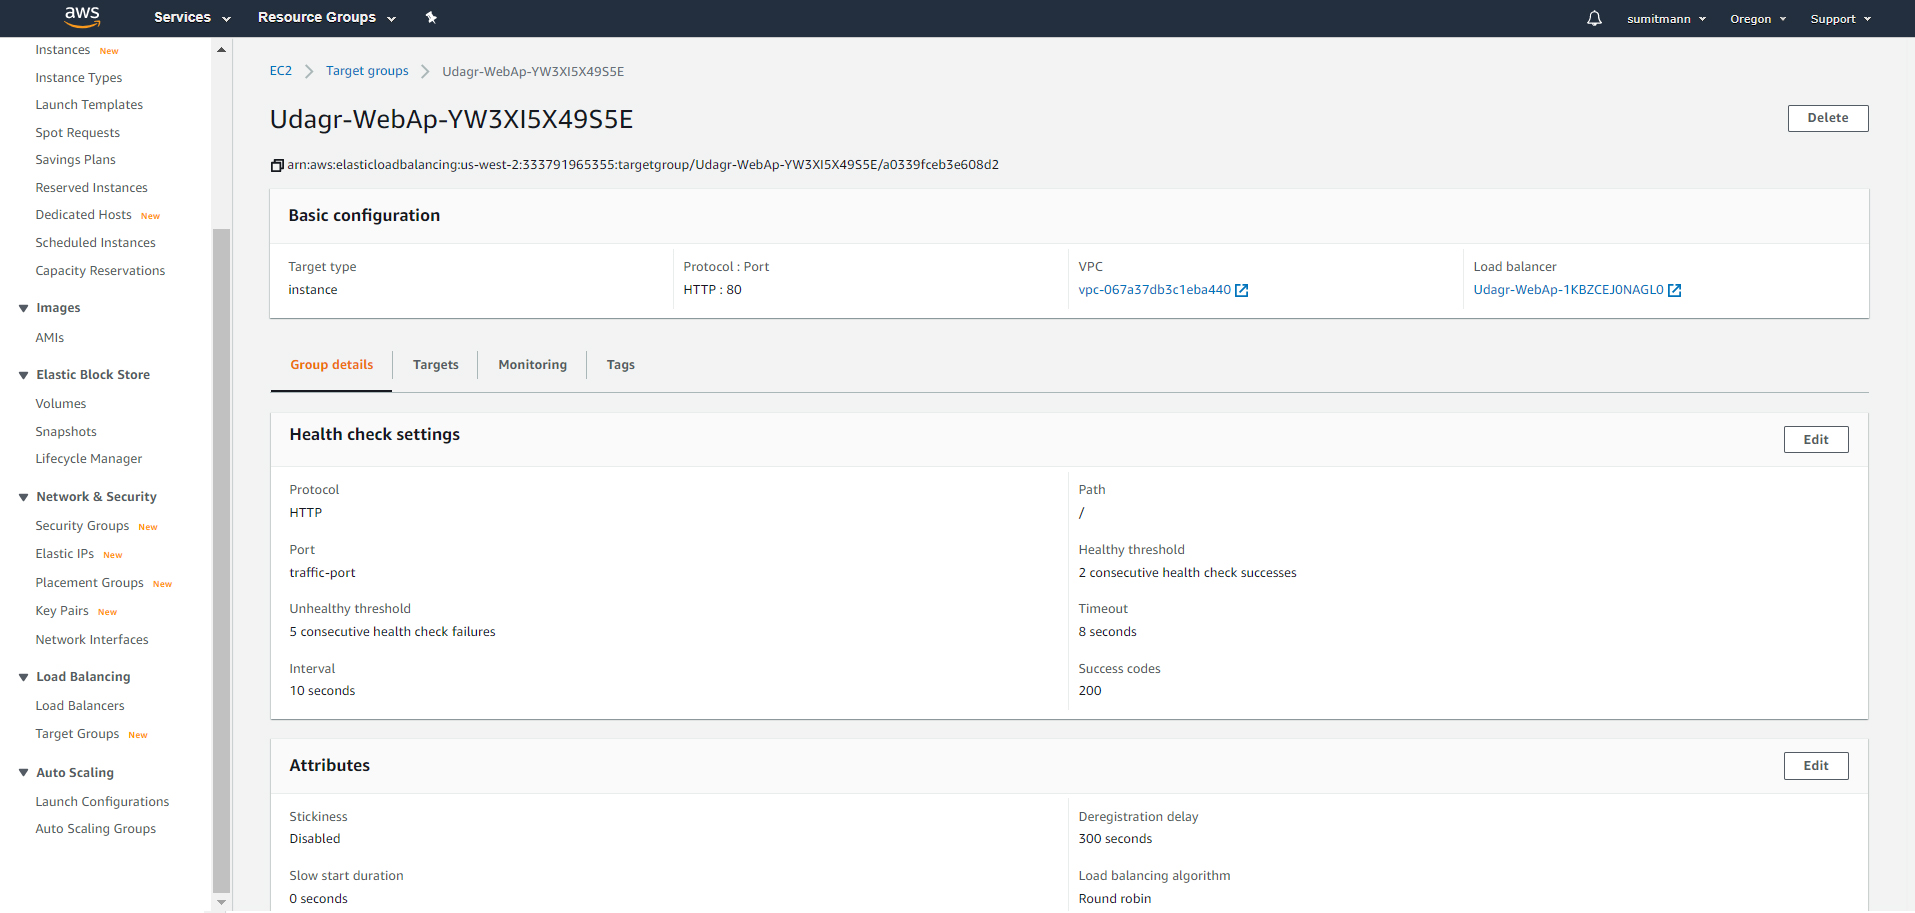 aws Services Resource Groups sumitmann Oregon Support
Instances New
Instance Types
Launch Templates
Spot Requests
Savings Plans
Reserved Instances
Dedicated Hosts New
Scheduled Instances
Capacity Reservations
Images
AMIs
Elastic Block Store
Volumes
Snapshots
Lifecycle Manager
Network & Security
Security Groups New
Elastic IPs New
Placement Groups New
Key Pairs New
Network Interfaces
Load Balancing
Load Balancers
Target Groups New
Auto Scaling
Launch Configurations
Auto Scaling Groups
EC2 Target groups Udagr-WebAp-YW3XI5X49S5E
Udagr-WebAp-YW3XI5X49S5E
Delete
arn:aws:elasticloadbalancing:us-west-2:333791965355:targetgroup/Udagr-WebAp-YW3XI5X49S5E/a0339fceb3e608d2
Basic configuration
Target type Protocol : Port VPC Load balancer
instance HTTP : 80 vpc-067a37db3c1eba440 Udagr-WebAp-1KBZCEJ0NAGL0
Group details Targets Monitoring Tags
Health check settings Edit
Protocol Path
HTTP /
Port Healthy threshold
traffic-port 2 consecutive health check successes
Unhealthy threshold Timeout
5 consecutive health check failures 8 seconds
Interval Success codes
10 seconds 200
Attributes Edit
Stickiness Deregistration delay
Disabled 300 seconds
Slow start duration Load balancing algorithm
0 seconds Round robin